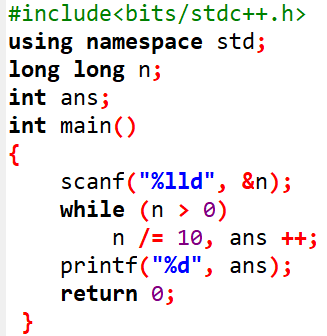 #include<bits/stdc++.h>
using namespace std;
long long n;
int ans;
int main()
{
    scanf("%lld", &n);
    while (n > 0)
        n /= 10, ans ++;
    printf("%d", ans);
    return 0;
}